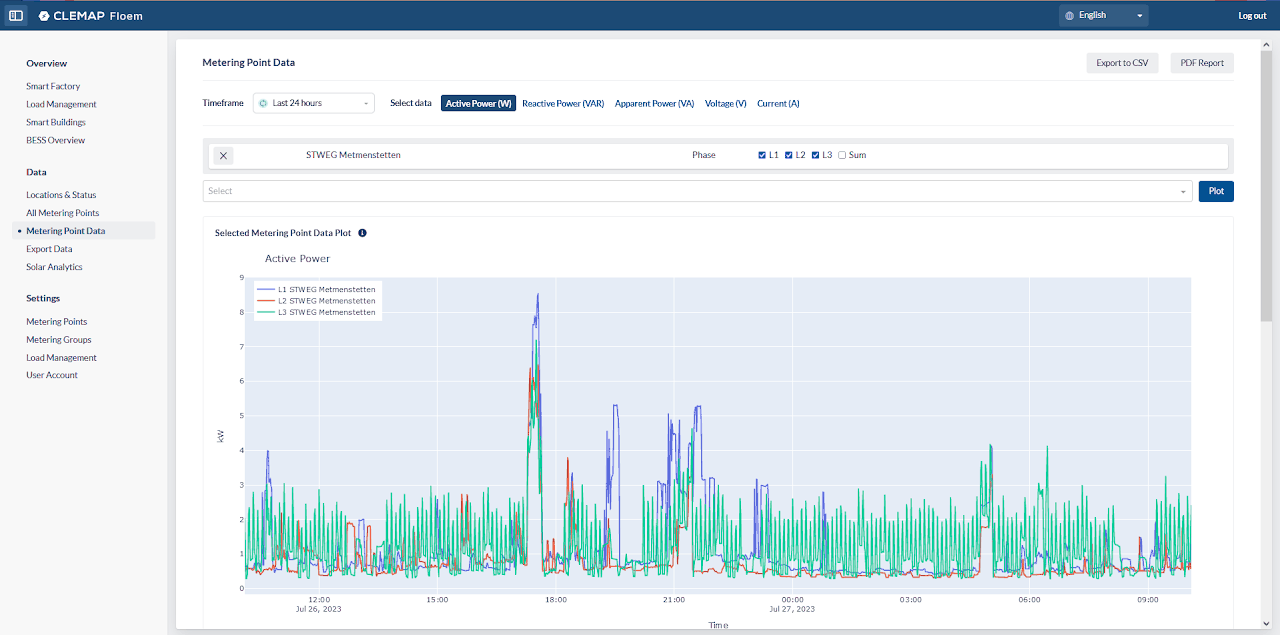 CLEMAP Floem
English
Log out
Overview
Smart Factory
Load Management
Smart Buildings
BESS Overview
Data
Locations & Status
All Metering Points
Metering Point Data
Export Data
Solar Analytics
Settings
Metering Points
Metering Groups
Load Management
User Account
Metering Point Data
Export to CSV
PDF Report
Timeframe Last 24 hours Select data Active Power (W) Reactive Power (VAR) Apparent Power (VA) Voltage (V) Current (A)
STWEG Metmenstetten Phase L1 L2 L3 Sum
Select
Plot
Selected Metering Point Data Plot
Active Power
L1 STWEG Metmenstetten
L2 STWEG Metmenstetten
L3 STWEG Metmenstetten
9
8
7
6
5
4
3
2
1
0
kW
12:00 15:00 18:00 21:00 00:00 03:00 06:00 09:00
Jul 26, 2023 Jul 27, 2023
Time